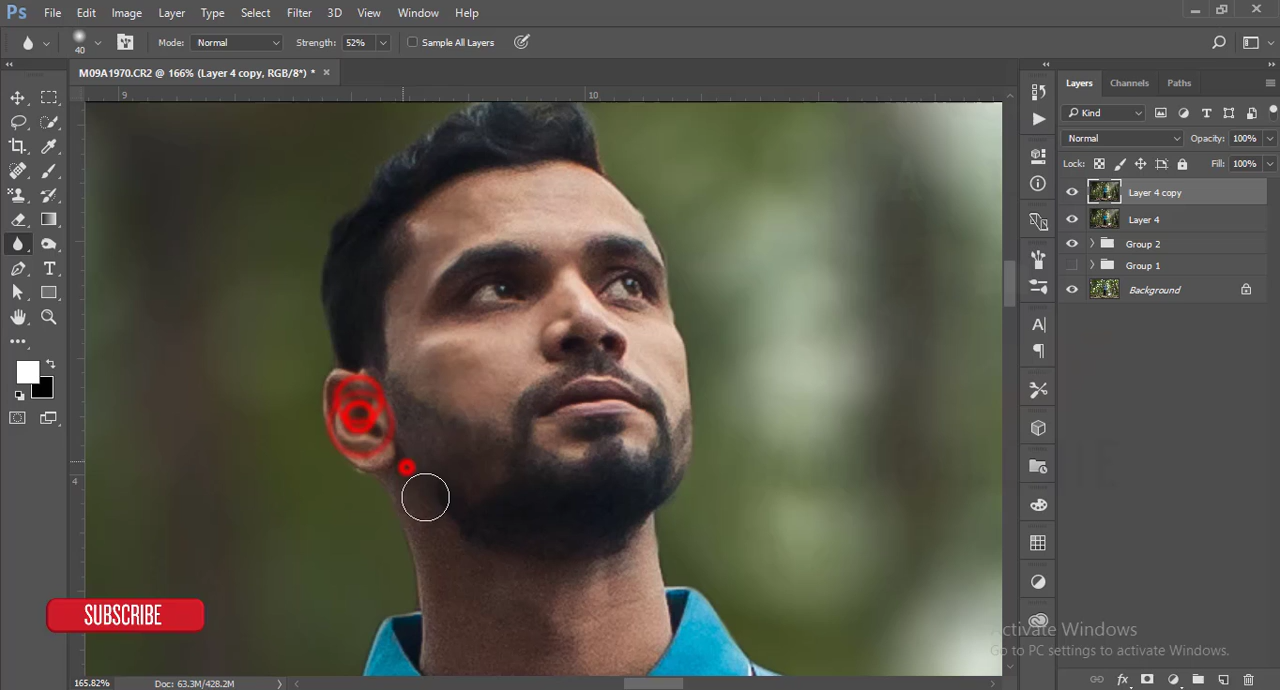 Ps File Edit Image Layer Type Select Filter 3D View Window Help
40 Mode: Normal Strength: 52% Sample All Layers
M09A1970.CR2 @ 166% (Layer 4 copy, RGB/8*) * ×
9 10
4
Layers Channels Paths
Kind
Normal Opacity: 100%
Lock: Fill: 100%
Layer 4 copy
Layer 4
Group 2
Group 1
Background
SUBSCRIBE
Activate Windows
Go to PC settings to activate Windows.
165.82% Doc: 63.3M/428.2M